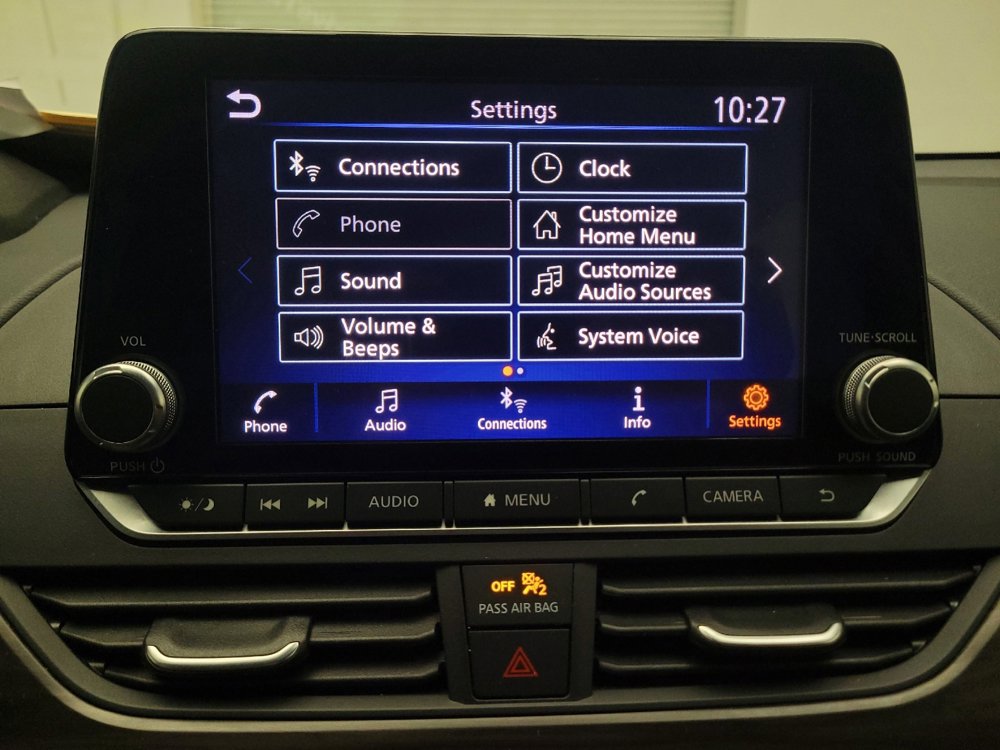 Settings
10:27
Connections
Clock
Phone
Customize
Home Menu
Sound
Customize
Audio Sources
Volume &
Beeps
System Voice
Phone
Audio
Connections
Info
Settings
VOL
PUSH
TUNE·SCROLL
PUSH SOUND
AUDIO
MENU
CAMERA
OFF 2
PASS AIR BAG